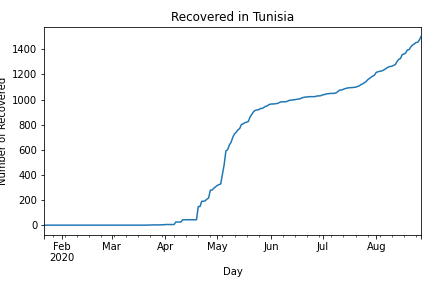 Recovered in Tunisia
Number of Recovered
1400
1200
1000
800
600
400
200
0
Feb
2020
Mar
Apr
May
Jun
Jul
Aug
Day